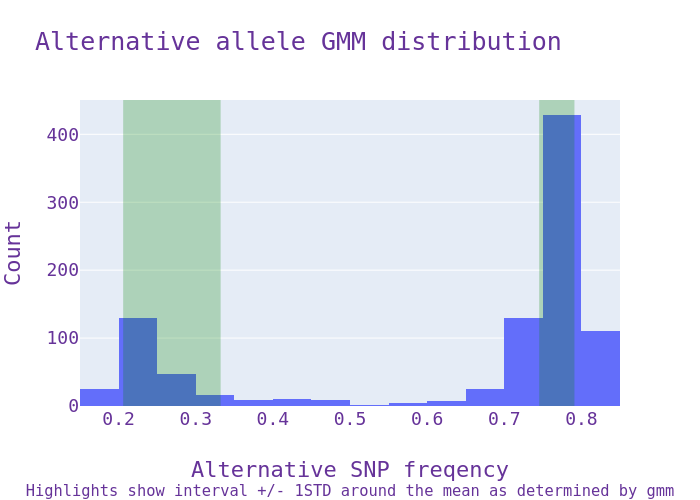 Alternative allele GMM distribution
Count
400
300
200
100
0
0.2 0.3 0.4 0.5 0.6 0.7 0.8
Alternative SNP freqency
Highlights show interval +/- 1STD around the mean as determined by gmm